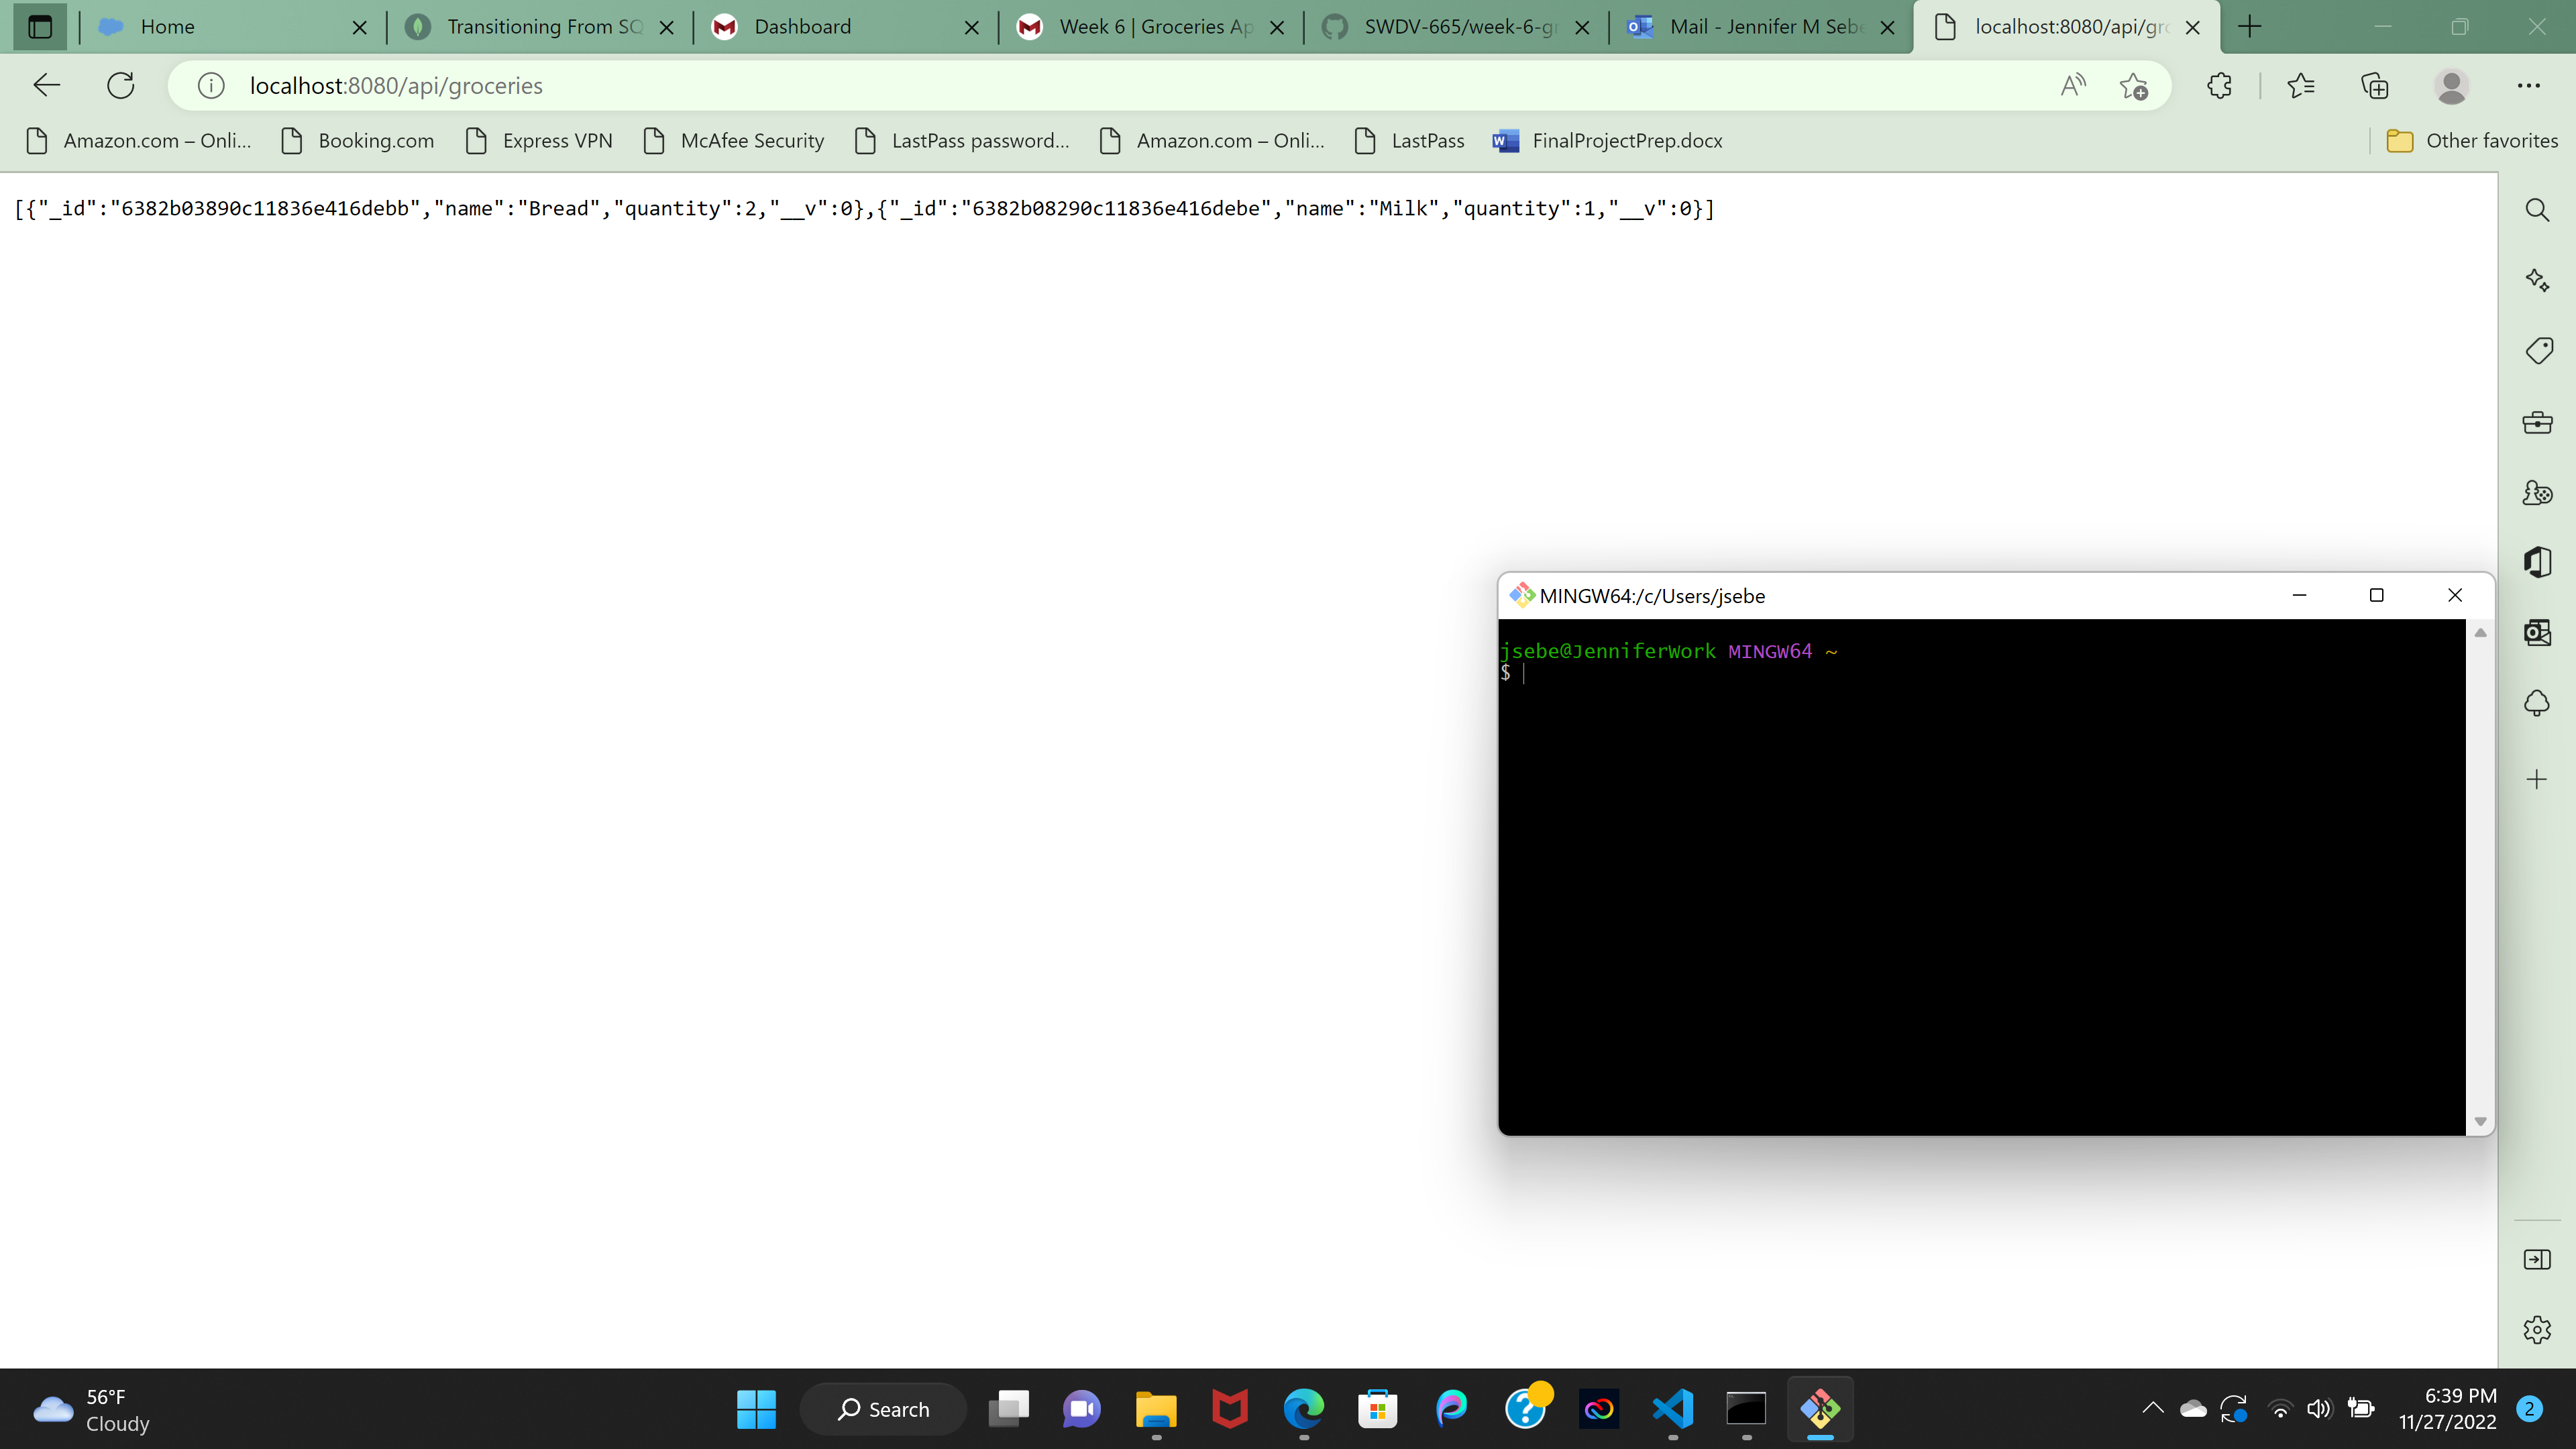 Home
Transitioning From SQ
Dashboard
Week 6 | Groceries Ap
SWDV-665/week-6-gr
Mail - Jennifer M Sebe
localhost:8080/api/gro
localhost:8080/api/groceries
Amazon.com – Onli...
Booking.com
Express VPN
McAfee Security
LastPass password...
Amazon.com – Onli...
LastPass
FinalProjectPrep.docx
Other favorites
[{"_id":"6382b03890c11836e416debb","name":"Bread","quantity":2,"__v":0},{"_id":"6382b08290c11836e416debe","name":"Milk","quantity":1,"__v":0}]
MINGW64:/c/Users/jsebe
jsebe@JenniferWork MINGW64 ~
$
56°F
Cloudy
Search
6:39 PM
11/27/2022
2